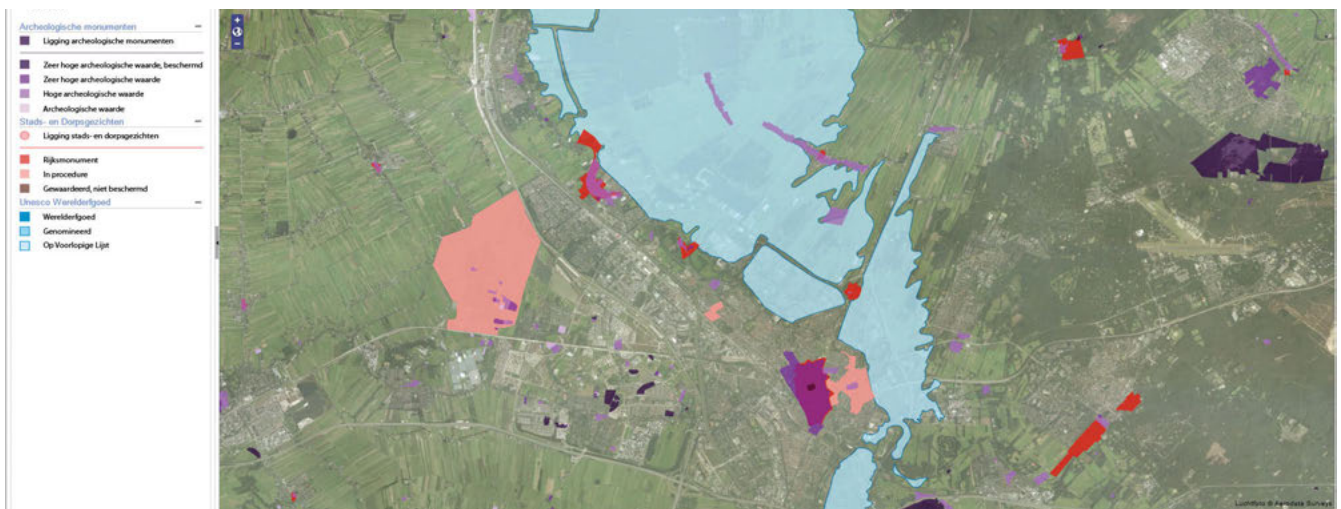 Archeologische monumenten
Ligging archeologische monumenten
Zeer hoge archeologische waarde, beschermd
Zeer hoge archeologische waarde
Hoge archeologische waarde
Archeologische waarde
Stads- en Dorpsgezichten
Ligging stads- en dorpsgezichten
Rijksmonument
In procedure
Gewaardeerd, niet beschermd
Unesco Werelderfgoed
Werelderfgoed
Genomineerd
Op Voorlopige Lijst
Luchtfoto © Aerodata Surveys